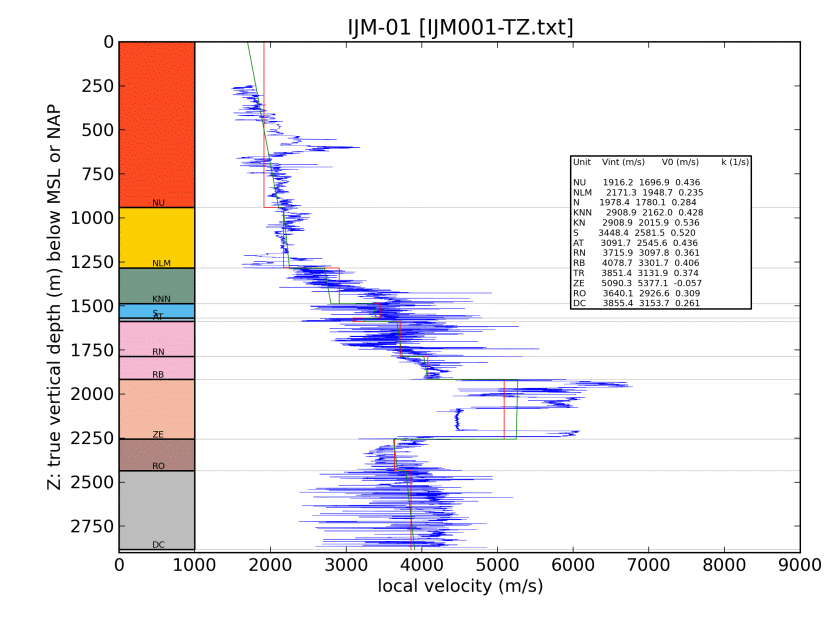 IJM-01 [IJM001-TZ.txt]
Z: true vertical depth (m) below MSL or NAP
0
250
500
750
1000
1250
1500
1750
2000
2250
2500
2750
NU
NLM
KNN
S
AT
RN
RB
ZE
RO
DC
Unit Vint (m/s) V0 (m/s) k (1/s)
NU 1916.2 1696.9 0.436
NLM 2171.3 1948.7 0.235
N 1978.4 1780.1 0.284
KNN 2908.9 2162.0 0.428
KN 2908.9 2015.9 0.536
S 3448.4 2581.5 0.520
AT 3091.7 2545.6 0.436
RN 3715.9 3097.8 0.361
RB 4078.7 3301.7 0.406
TR 3851.4 3131.9 0.374
ZE 5090.3 5377.1 -0.057
RO 3640.1 2926.6 0.309
DC 3855.4 3153.7 0.261
0 1000 2000 3000 4000 5000 6000 7000 8000 9000
local velocity (m/s)